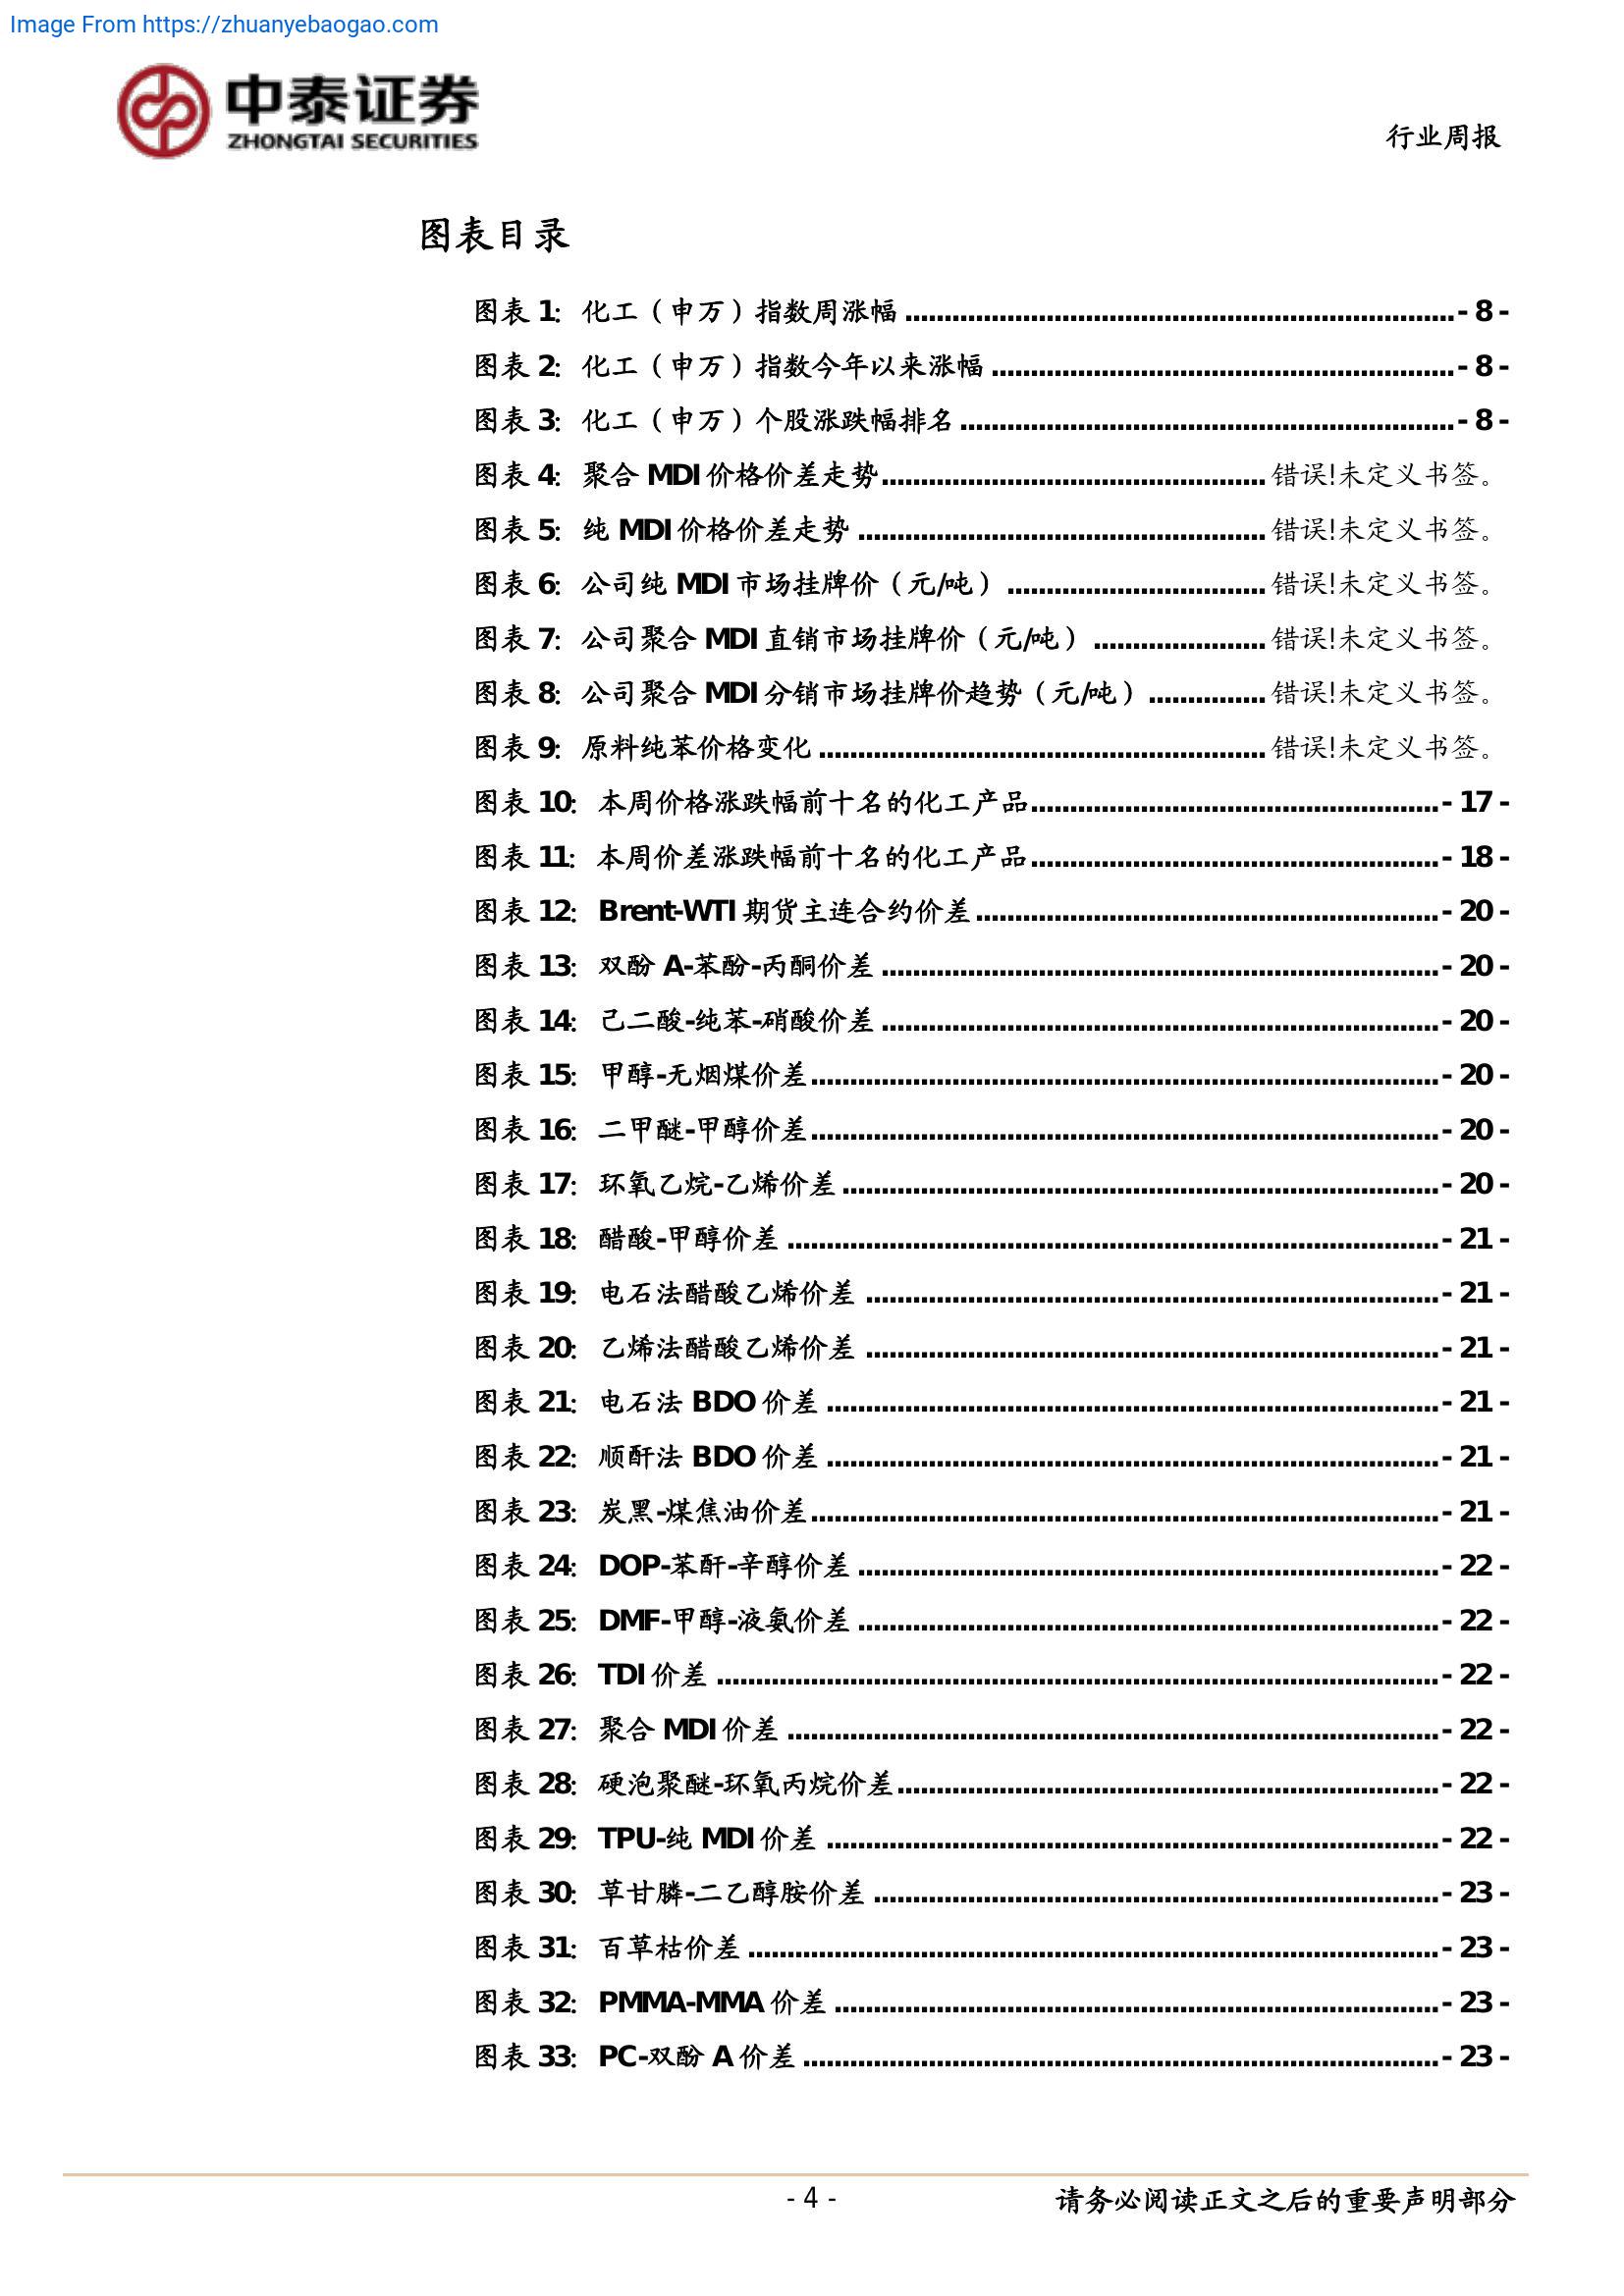 Image From https://zhuanyebaogao.com
中泰证券
ZHONGTAI SECURITIES
行业周报
图表目录
图表 1: 化工（申万）指数周涨幅 ........ - 8 -
图表 2: 化工（申万）指数今年以来涨幅 ........ - 8 -
图表 3: 化工（申万）个股涨跌幅排名 ........ - 8 -
图表 4: 聚合 MDI 价格价差走势 ........ 错误!未定义书签。
图表 5: 纯 MDI 价格价差走势 ........ 错误!未定义书签。
图表 6: 公司纯 MDI 市场挂牌价（元/吨） ........ 错误!未定义书签。
图表 7: 公司聚合 MDI 直销市场挂牌价（元/吨） ........ 错误!未定义书签。
图表 8: 公司聚合 MDI 分销市场挂牌价趋势（元/吨） ........ 错误!未定义书签。
图表 9: 原料纯苯价格变化 ........ 错误!未定义书签。
图表 10: 本周价格涨跌幅前十名的化工产品 ........ - 17 -
图表 11: 本周价差涨跌幅前十名的化工产品 ........ - 18 -
图表 12: Brent-WTI 期货主连合约价差 ........ - 20 -
图表 13: 双酚 A-苯酚-丙酮价差 ........ - 20 -
图表 14: 己二酸-纯苯-硝酸价差 ........ - 20 -
图表 15: 甲醇-无烟煤价差 ........ - 20 -
图表 16: 二甲醚-甲醇价差 ........ - 20 -
图表 17: 环氧乙烷-乙烯价差 ........ - 20 -
图表 18: 醋酸-甲醇价差 ........ - 21 -
图表 19: 电石法醋酸乙烯价差 ........ - 21 -
图表 20: 乙烯法醋酸乙烯价差 ........ - 21 -
图表 21: 电石法 BDO 价差 ........ - 21 -
图表 22: 顺酐法 BDO 价差 ........ - 21 -
图表 23: 炭黑-煤焦油价差 ........ - 21 -
图表 24: DOP-苯酐-辛醇价差 ........ - 22 -
图表 25: DMF-甲醇-液氨价差 ........ - 22 -
图表 26: TDI 价差 ........ - 22 -
图表 27: 聚合 MDI 价差 ........ - 22 -
图表 28: 硬泡聚醚-环氧丙烷价差 ........ - 22 -
图表 29: TPU-纯 MDI 价差 ........ - 22 -
图表 30: 草甘膦-二乙醇胺价差 ........ - 23 -
图表 31: 百草枯价差 ........ - 23 -
图表 32: PMMA-MMA 价差 ........ - 23 -
图表 33: PC-双酚 A 价差 ........ - 23 -
- 4 -
请务必阅读正文之后的重要声明部分